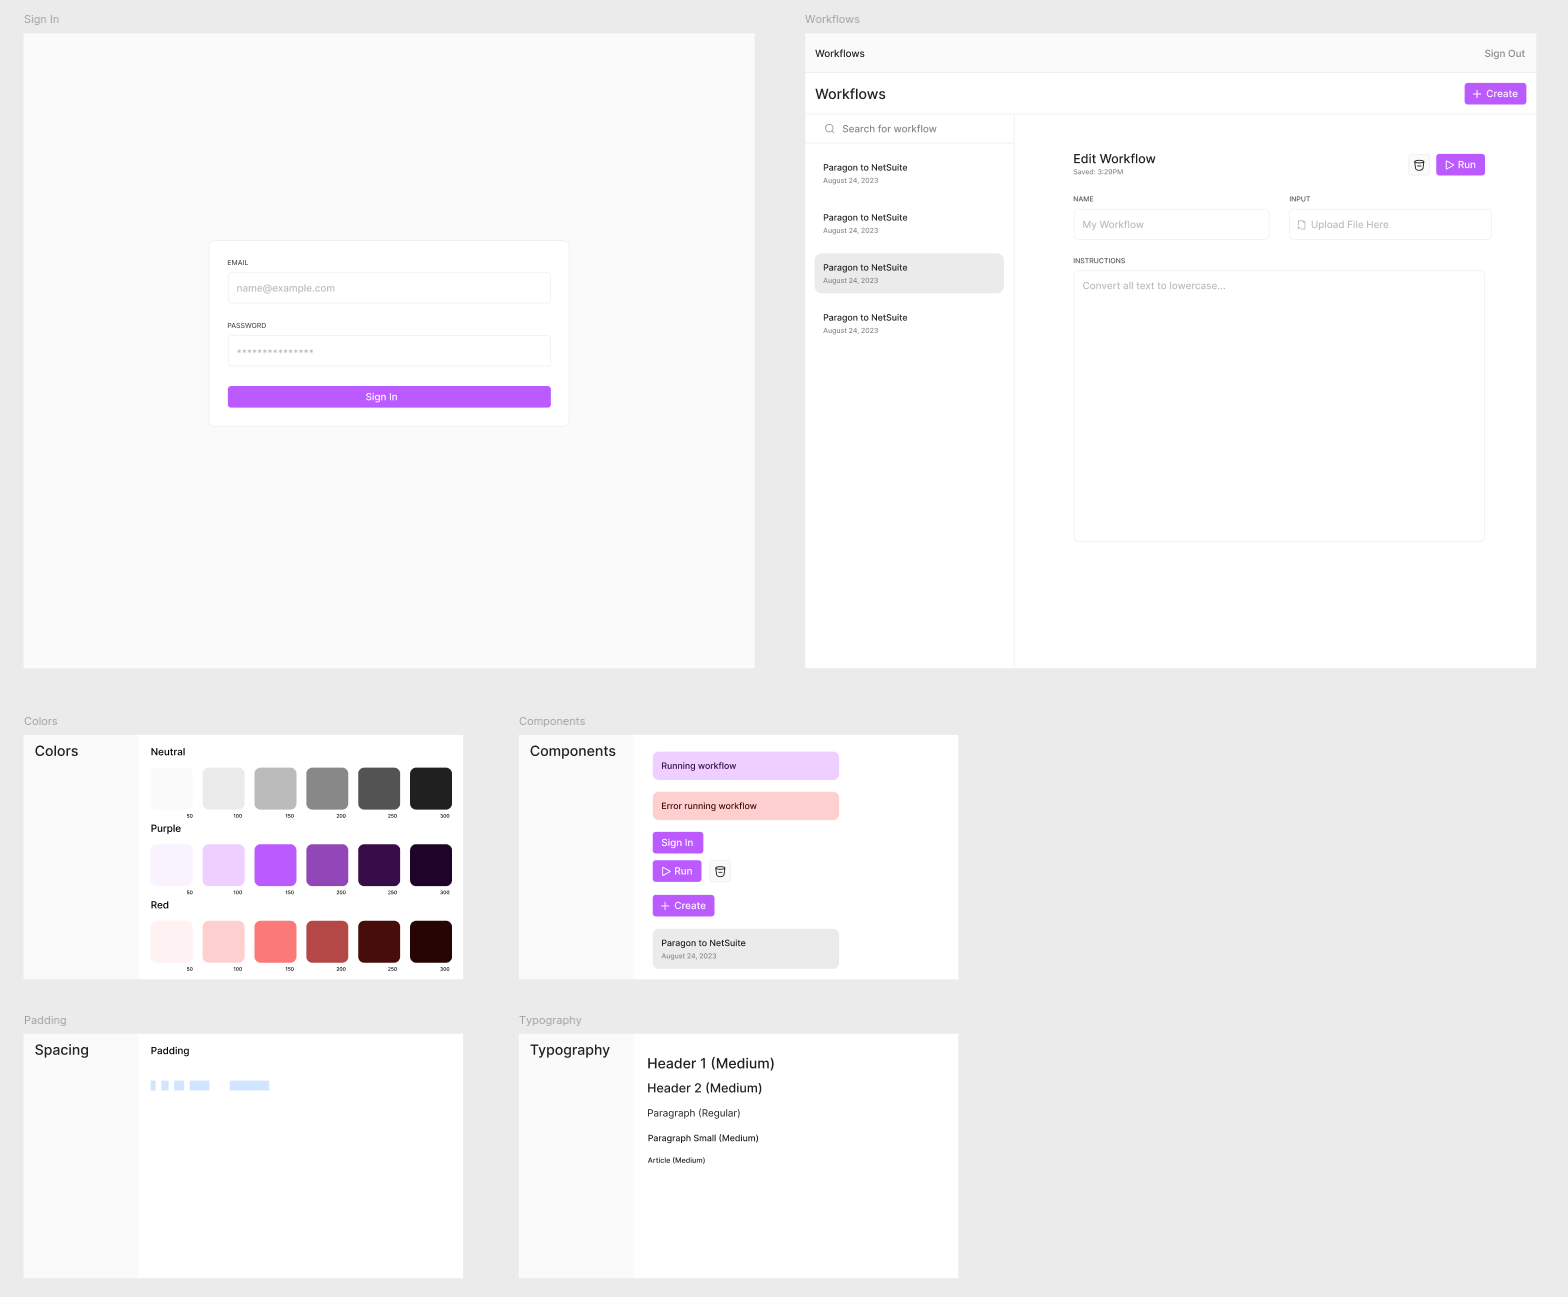 Sign In
EMAIL
name@example.com
PASSWORD
***************
Sign In
Workflows
Workflows
Sign Out
Workflows
Create
Search for workflow
Paragon to NetSuite
August 24, 2023
Paragon to NetSuite
August 24, 2023
Paragon to NetSuite
August 24, 2023
Paragon to NetSuite
August 24, 2023
Edit Workflow
Saved: 3:29PM
Run
NAME
INPUT
My Workflow
Upload File Here
INSTRUCTIONS
Convert all text to lowercase...
Colors
Colors
Neutral
50 100 150 200 250 300
Purple
50 100 150 200 250 300
Red
50 100 150 200 250 300
Components
Components
Running workflow
Error running workflow
Sign In
Run
Create
Paragon to NetSuite
August 24, 2023
Padding
Spacing
Padding
Typography
Typography
Header 1 (Medium)
Header 2 (Medium)
Paragraph (Regular)
Paragraph Small (Medium)
Article (Medium)